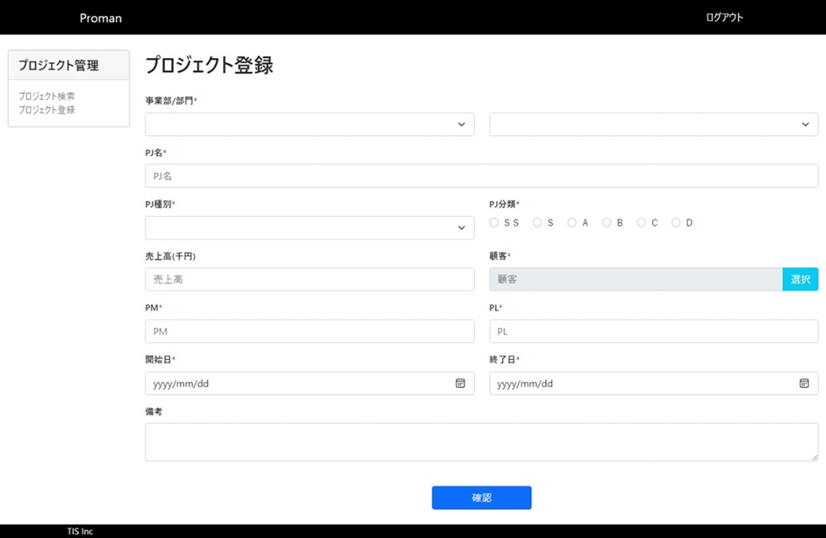 Proman
ログアウト
プロジェクト管理
プロジェクト検索
プロジェクト登録
プロジェクト登録
事業部/部門*
PJ名*
PJ名
PJ種別*
PJ分類*
SS S A B C D
売上高(千円)
売上高
顧客*
顧客
選択
PM*
PM
PL*
PL
開始日*
yyyy/mm/dd
終了日*
yyyy/mm/dd
備考
確認
TIS Inc